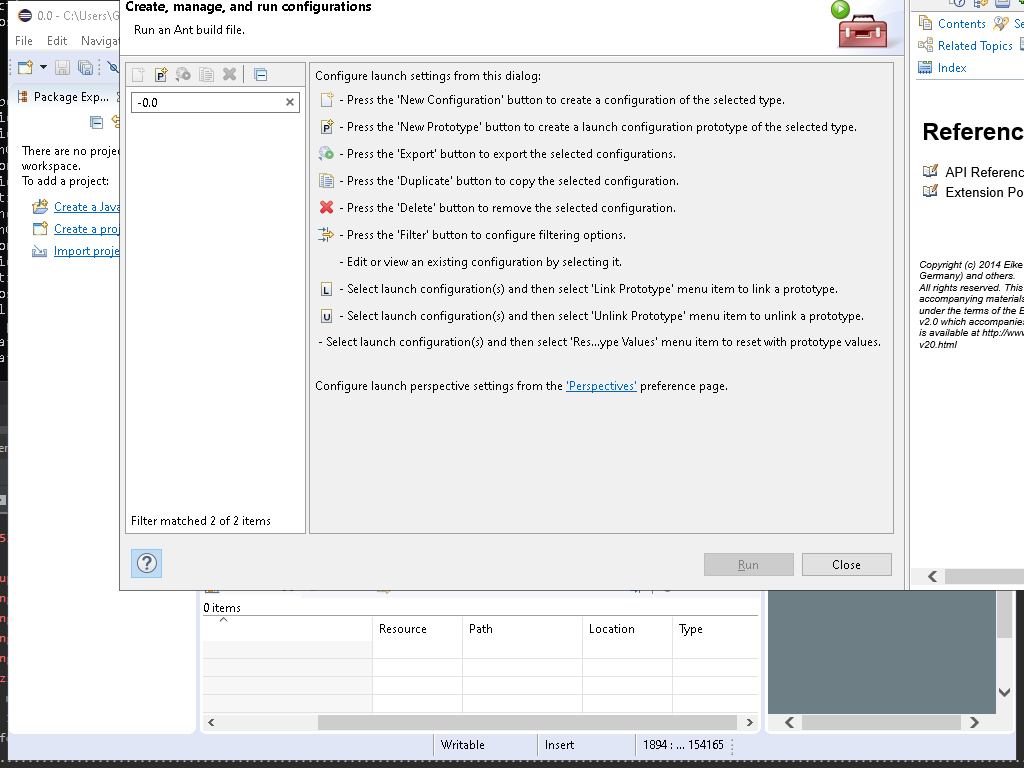 0.0 - C:\Users\G
File Edit Naviga
Package Exp...
There are no proje
workspace.
To add a project:
Create a Java
Create a proj
Import proje
Create, manage, and run configurations
Run an Ant build file.
-0.0
Filter matched 2 of 2 items
Configure launch settings from this dialog:
- Press the 'New Configuration' button to create a configuration of the selected type.
- Press the 'New Prototype' button to create a launch configuration prototype of the selected type.
- Press the 'Export' button to export the selected configurations.
- Press the 'Duplicate' button to copy the selected configuration.
- Press the 'Delete' button to remove the selected configuration.
- Press the 'Filter' button to configure filtering options.
- Edit or view an existing configuration by selecting it.
L - Select launch configuration(s) and then select 'Link Prototype' menu item to link a prototype.
U - Select launch configuration(s) and then select 'Unlink Prototype' menu item to unlink a prototype.
- Select launch configuration(s) and then select 'Res...ype Values' menu item to reset with prototype values.
Configure launch perspective settings from the 'Perspectives' preference page.
?
Run
Close
Contents Se
Related Topics
Index
Referenc
API Referenc
Extension Po
Copyright (c) 2014 Eike
Germany) and others.
All rights reserved. This
accompanying materials
under the terms of the E
v2.0 which accompanies
is available at http://ww
v20.html
0 items
Resource Path Location Type
Writable Insert 1894 : ... 154165